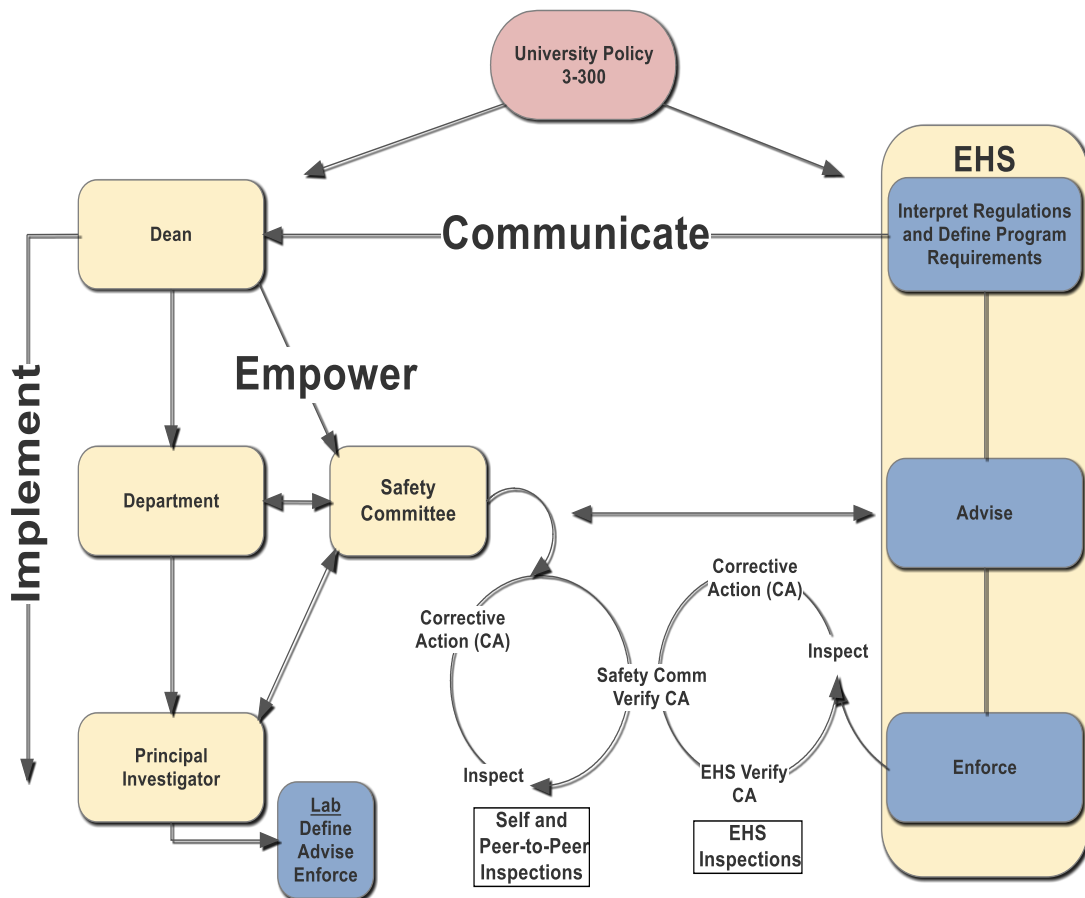 University Policy
3-300
EHS
Interpret Regulations
and Define Program
Requirements
Dean
Communicate
Empower
Implement
Department
Safety
Committee
Advise
Corrective
Action (CA)
Safety Comm
Verify CA
Inspect
Self and
Peer-to-Peer
Inspections
Corrective
Action (CA)
Inspect
EHS Verify
CA
EHS
Inspections
Enforce
Principal
Investigator
Lab
Define
Advise
Enforce